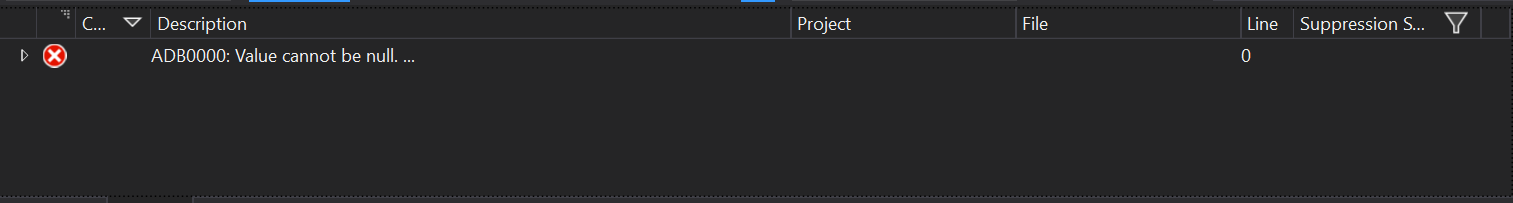 C... Description Project File Line Suppression S...
ADB0000: Value cannot be null. ... 0